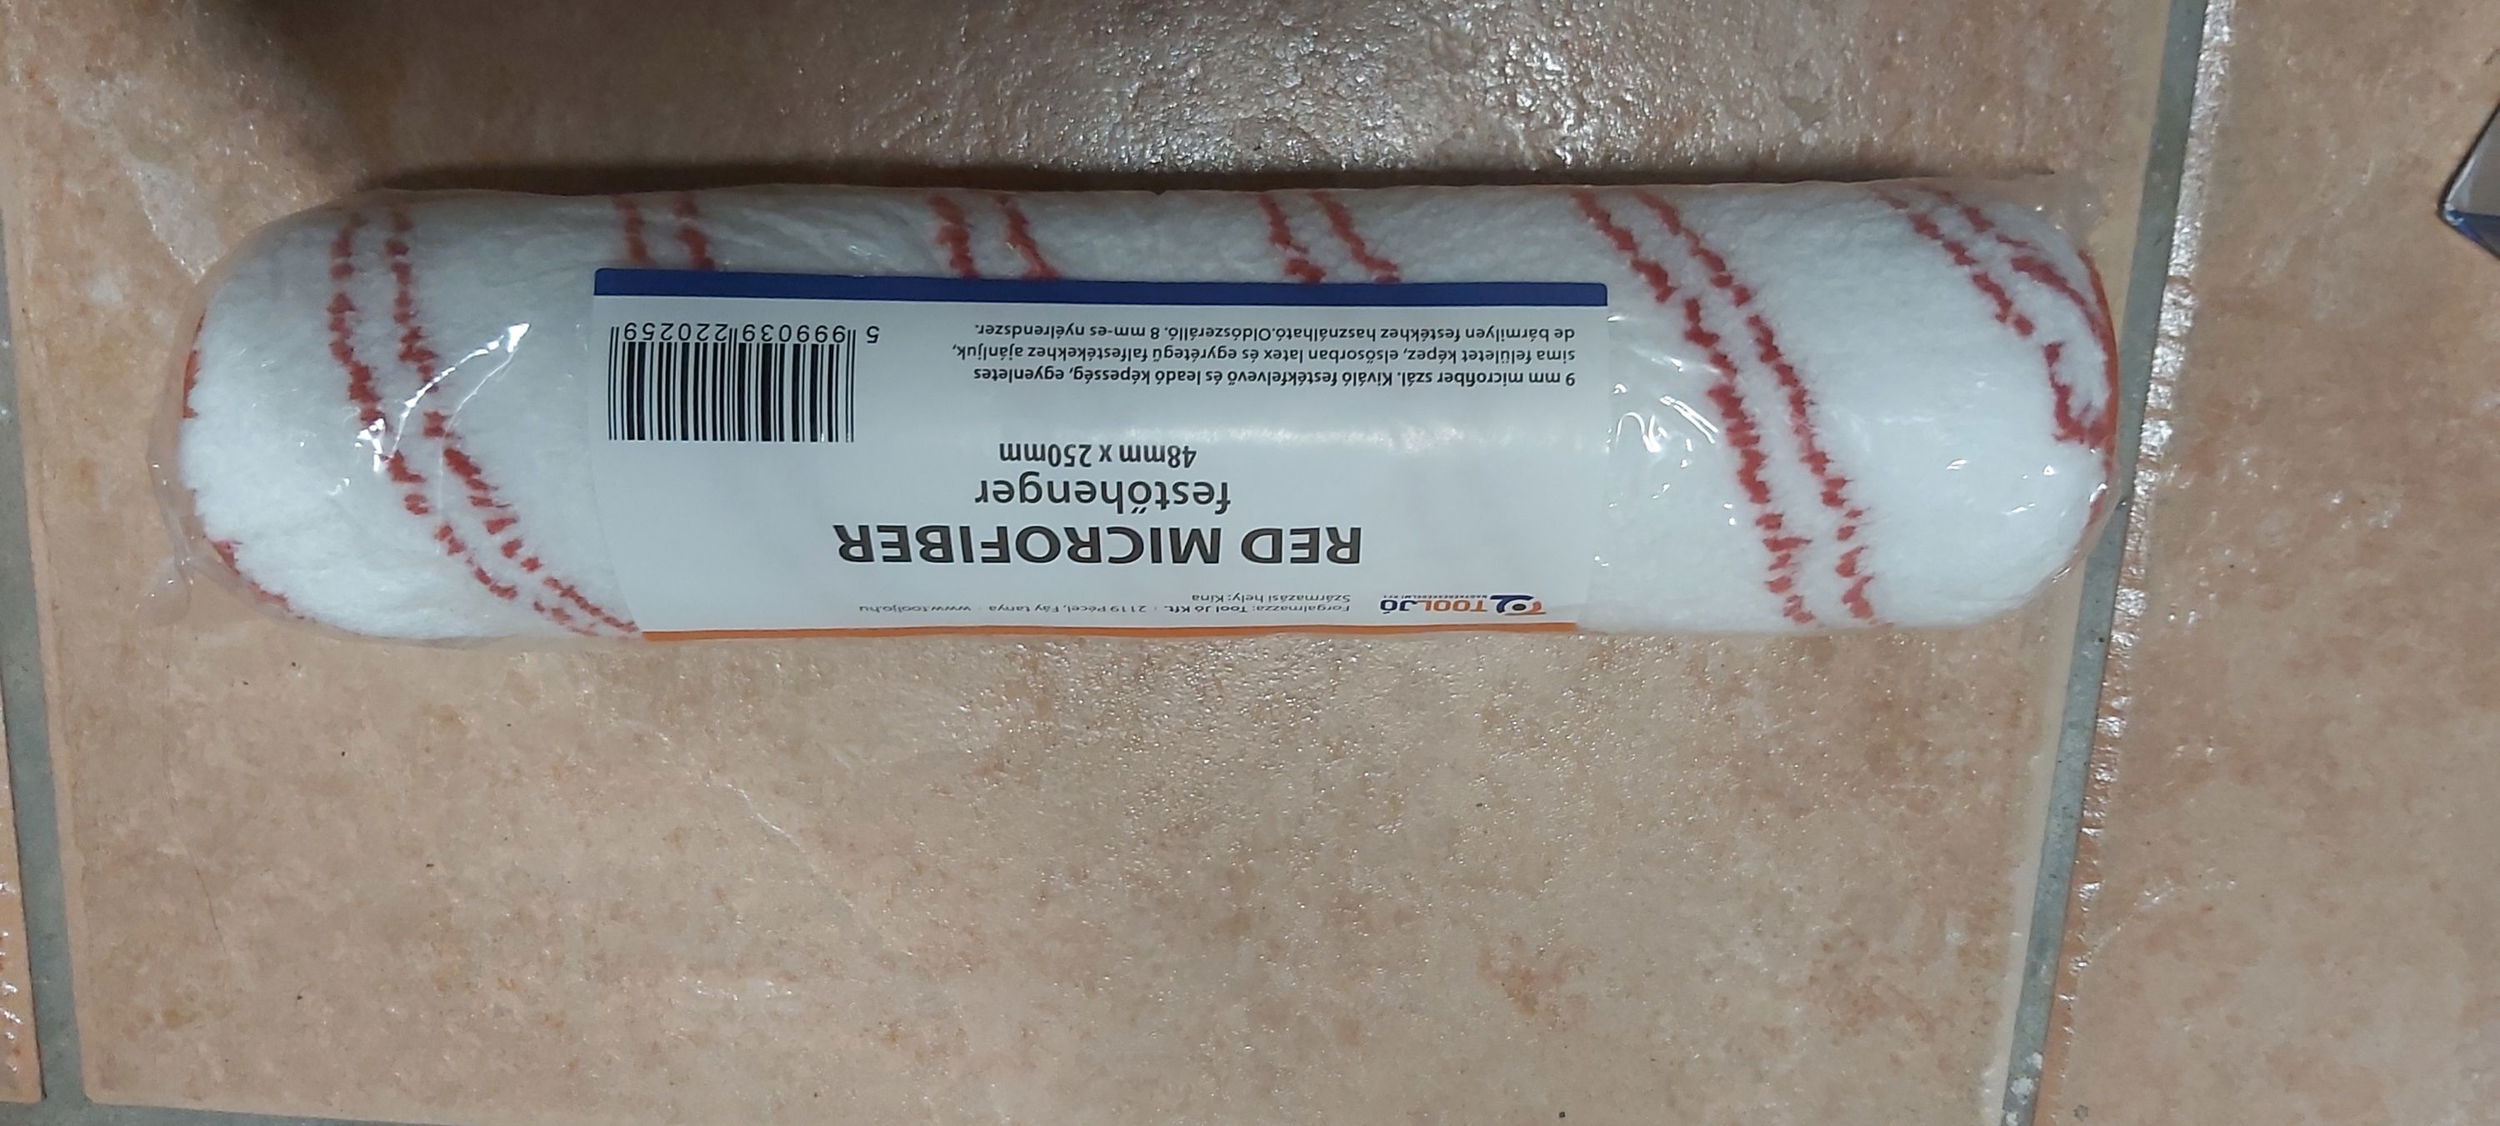 TOOLJÓ
NAGYKERESKEDELMI KFT
Forgalmazza: Tool Jó Kft. · 2119 Pécel, Fáy tanya · www.tooljo.hu
Származási hely: Kína
RED MICROFIBER
festőhenger
48mm x 250mm
9 mm microfiber szál. Kiváló festékfelvevő és leadó képesség, egyenletes
sima felületet képez, elsősorban latex és egyrétegű falfestékekhez ajánljuk,
de bármilyen festékhez használható.Oldószerálló. 8 mm-es nyélrendszer.
5 999039 220259